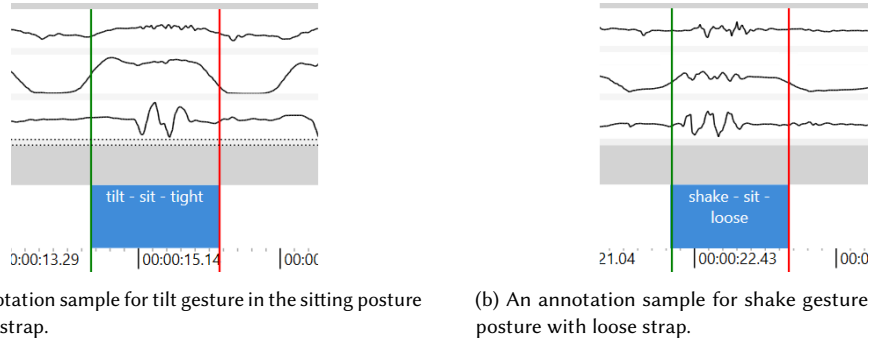 tilt - sit - tight
shake - sit -
loose
0:00:13.29 00:00:15.14 00:00
21.04 00:00:22.43 00:0
otation sample for tilt gesture in the sitting posture
strap.
(b) An annotation sample for shake gesture
posture with loose strap.